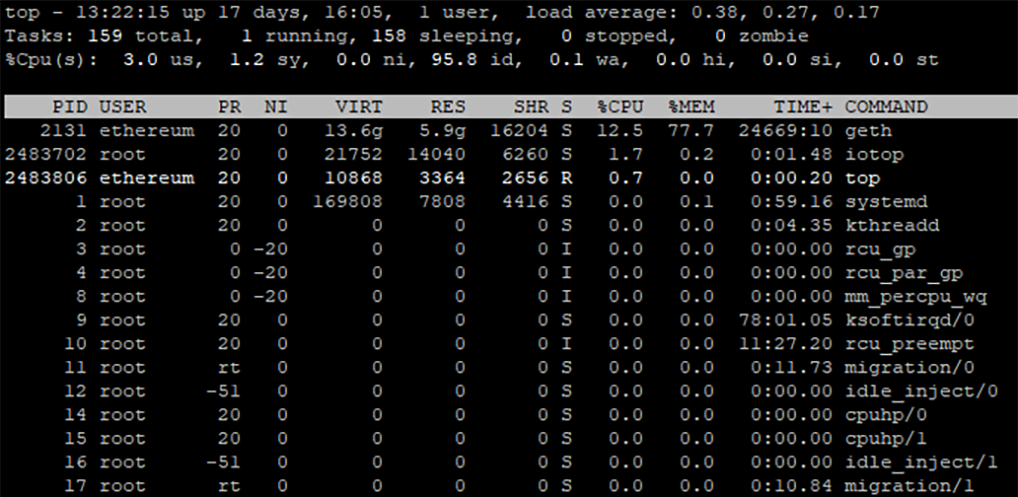 top - 13:22:15 up 17 days, 16:05,  1 user,  load average: 0.38, 0.27, 0.17
Tasks: 159 total,   1 running, 158 sleeping,   0 stopped,   0 zombie
%Cpu(s):  3.0 us,  1.2 sy,  0.0 ni, 95.8 id,  0.1 wa,  0.0 hi,  0.0 si,  0.0 st
PID USER PR NI VIRT RES SHR S %CPU %MEM TIME+ COMMAND
2131 ethereum 20 0 13.6g 5.9g 16204 S 12.5 77.7 24669:10 geth
2483702 root 20 0 21752 14040 6260 S 1.7 0.2 0:01.48 iotop
2483806 ethereum 20 0 10868 3364 2656 R 0.7 0.0 0:00.20 top
1 root 20 0 169808 7808 4416 S 0.0 0.1 0:59.16 systemd
2 root 20 0 0 0 0 S 0.0 0.0 0:04.35 kthreadd
3 root 0 -20 0 0 0 I 0.0 0.0 0:00.00 rcu_gp
4 root 0 -20 0 0 0 I 0.0 0.0 0:00.00 rcu_par_gp
8 root 0 -20 0 0 0 I 0.0 0.0 0:00.00 mm_percpu_wq
9 root 20 0 0 0 0 S 0.0 0.0 78:01.05 ksoftirqd/0
10 root 20 0 0 0 0 I 0.0 0.0 11:27.20 rcu_preempt
11 root rt 0 0 0 0 S 0.0 0.0 0:11.73 migration/0
12 root -51 0 0 0 0 S 0.0 0.0 0:00.00 idle_inject/0
14 root 20 0 0 0 0 S 0.0 0.0 0:00.00 cpuhp/0
15 root 20 0 0 0 0 S 0.0 0.0 0:00.00 cpuhp/1
16 root -51 0 0 0 0 S 0.0 0.0 0:00.00 idle_inject/1
17 root rt 0 0 0 0 S 0.0 0.0 0:10.84 migration/1